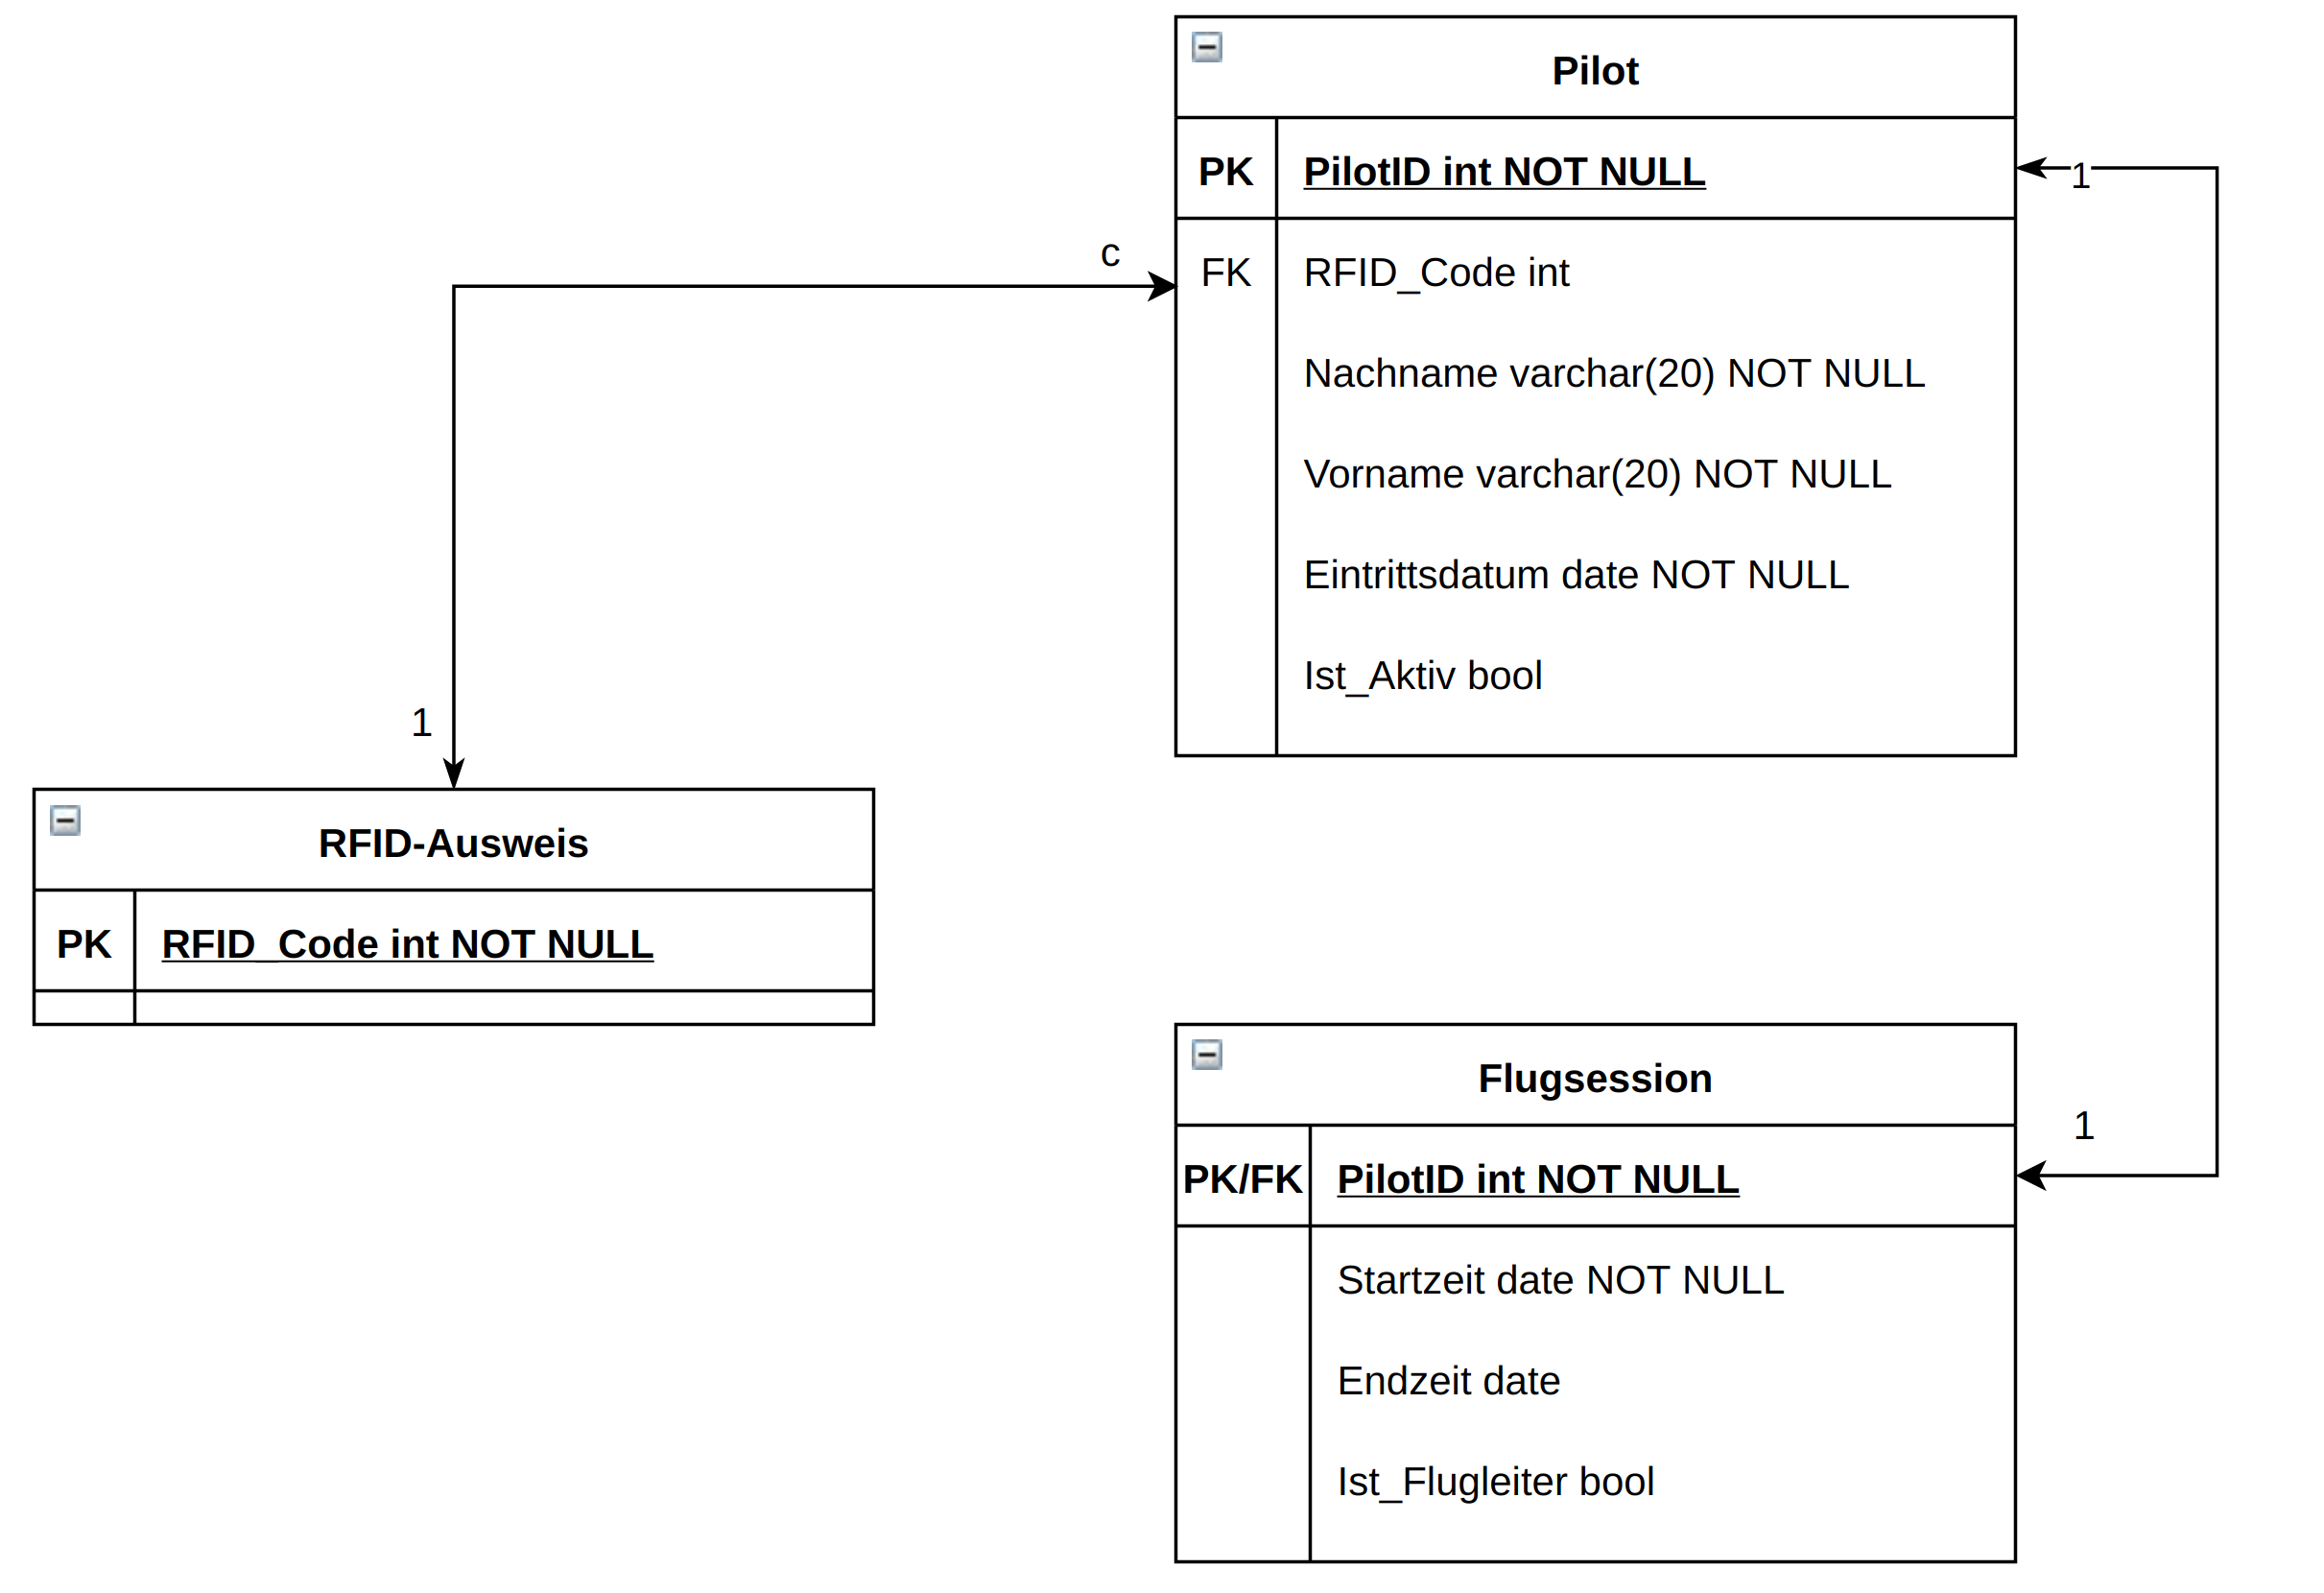 Pilot
PK PilotID int NOT NULL
1
c
FK RFID_Code int
Nachname varchar(20) NOT NULL
Vorname varchar(20) NOT NULL
Eintrittsdatum date NOT NULL
Ist_Aktiv bool
1
RFID-Ausweis
PK RFID_Code int NOT NULL
Flugsession
1
PK/FK PilotID int NOT NULL
Startzeit date NOT NULL
Endzeit date
Ist_Flugleiter bool